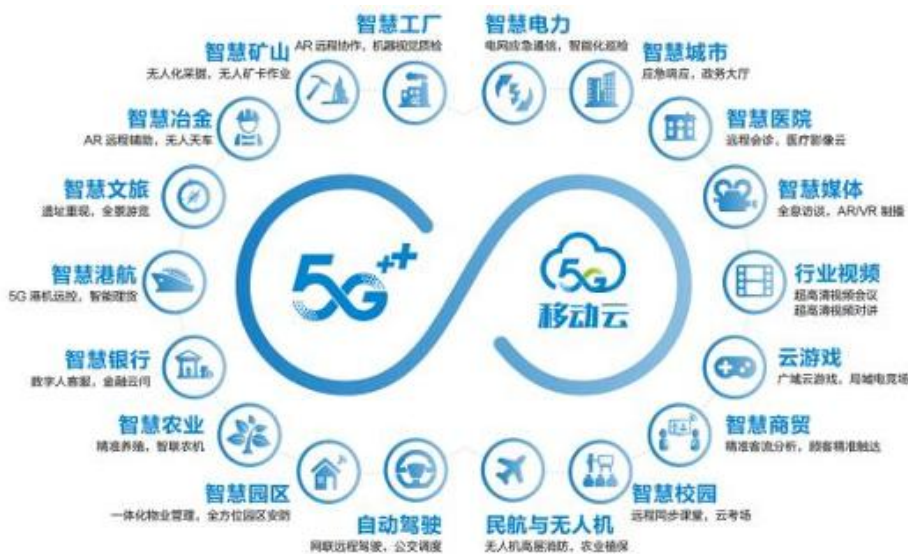 智慧工厂
AR 远程协作，机器视觉质检
智慧电力
电网应急通信，智能化巡检
智慧矿山
无人化采掘，无人矿卡作业
智慧城市
应急响应，政务大厅
智慧冶金
AR 远程辅助，无人天车
智慧医院
远程会诊，医疗影像云
智慧文旅
遗址重现，全景游览
智慧媒体
全息访谈，AR/VR 制播
5G++
5G
移动云
智慧港航
5G 港机远控，智能理货
行业视频
超高清视频会议
超高清视频对讲
智慧银行
数字人客服，金融云问
云游戏
广域云游戏，局域电竞场
智慧农业
精准养殖，智联农机
智慧商贸
精准客流分析，顾客精准触达
智慧园区
一体化物业管理，全方位园区安防
智慧校园
远程同步课堂，云考场
自动驾驶
网联远程驾驶，公交调度
民航与无人机
无人机高层消防，农业植保